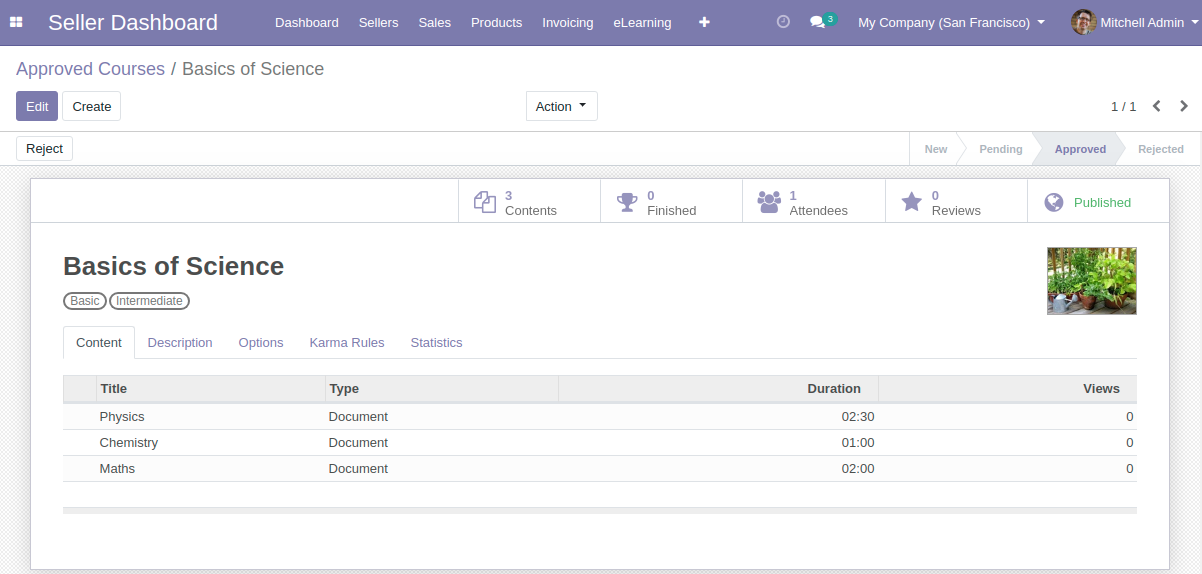 Seller Dashboard Dashboard Sellers Sales Products Invoicing eLearning 3 My Company (San Francisco) Mitchell Admin
Approved Courses / Basics of Science
Edit Create Action 1 / 1
Reject New Pending Approved Rejected
3 Contents
0 Finished
1 Attendees
0 Reviews
Published
Basics of Science
Basic Intermediate
Content Description Options Karma Rules Statistics
Title Type Duration Views
Physics Document 02:30 0
Chemistry Document 01:00 0
Maths Document 02:00 0